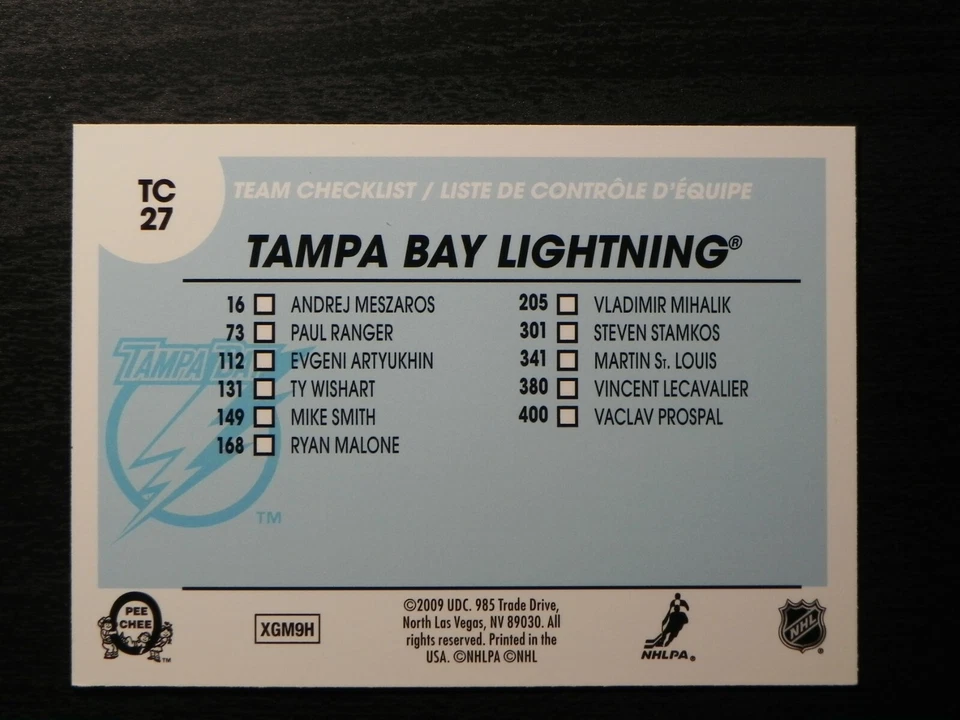 TC
27
TEAM CHECKLIST / LISTE DE CONTRÔLE D'ÉQUIPE
TAMPA BAY LIGHTNING®
16 ANDREJ MESZAROS
73 PAUL RANGER
112 EVGENI ARTYUKHIN
131 TY WISHART
149 MIKE SMITH
168 RYAN MALONE
205 VLADIMIR MIHALIK
301 STEVEN STAMKOS
341 MARTIN ST. LOUIS
380 VINCENT LECAVALIER
400 VACLAV PROSPAL
TAMPA BAY
TM
O
PEE
CHEE
TM
XGM9H
©2009 UDC. 985 Trade Drive,
North Las Vegas, NV 89030. All
rights reserved. Printed in the
USA. ©NHLPA ©NHL
NHLPA®
NHL®